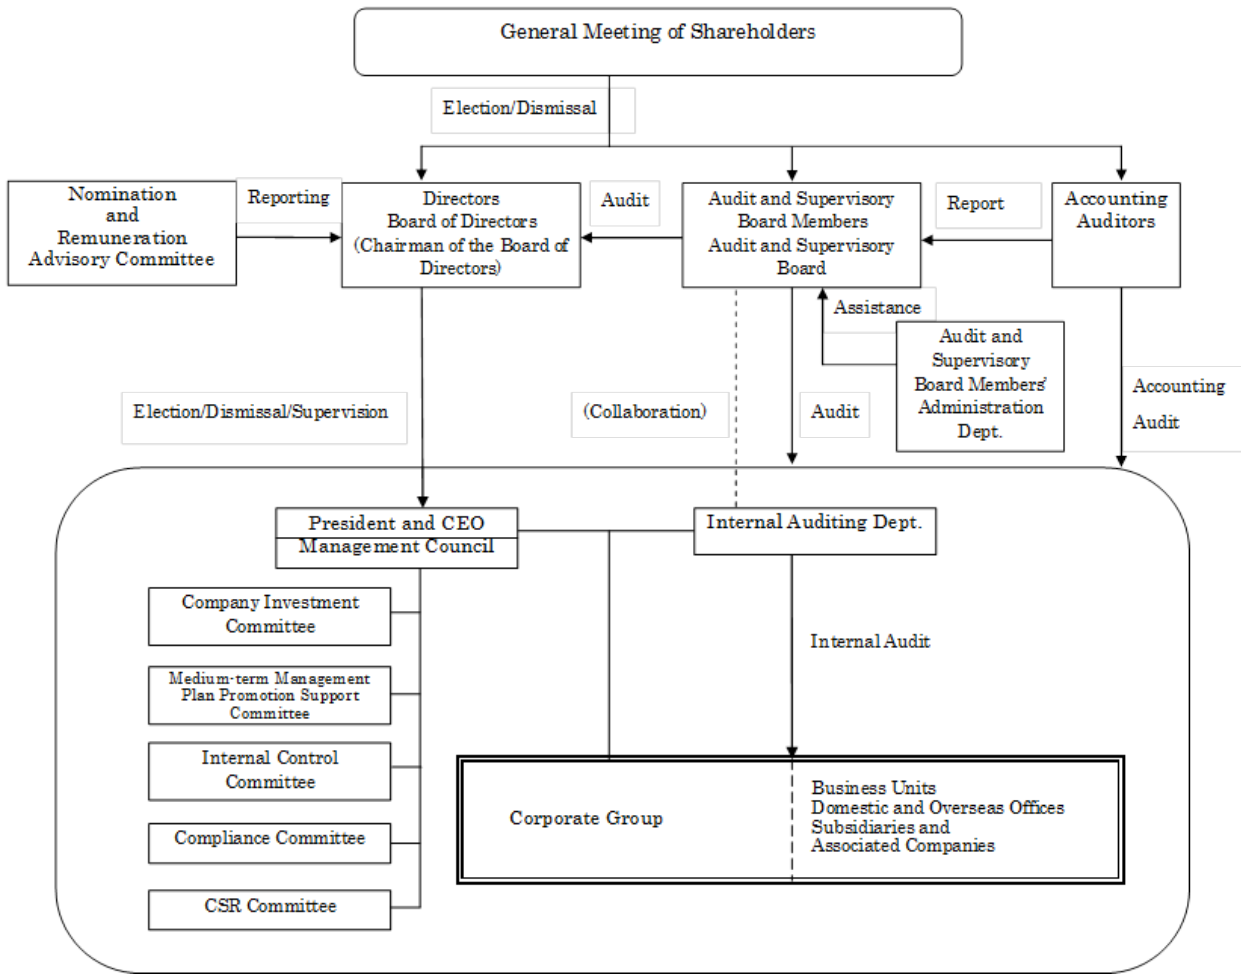 General Meeting of Shareholders
Election/Dismissal
Nomination
and
Remuneration
Advisory Committee
Reporting
Directors
Board of Directors
(Chairman of the Board of
Directors)
Audit
Audit and Supervisory
Board Members
Audit and Supervisory
Board
Report
Accounting
Auditors
Assistance
Audit and
Supervisory
Board Members'
Administration
Dept.
Election/Dismissal/Supervision
(Collaboration)
Audit
Accounting
Audit
President and CEO
Management Council
Internal Auditing Dept.
Company Investment
Committee
Medium-term Management
Plan Promotion Support
Committee
Internal Control
Committee
Compliance Committee
CSR Committee
Internal Audit
Corporate Group
Business Units
Domestic and Overseas Offices
Subsidiaries and
Associated Companies